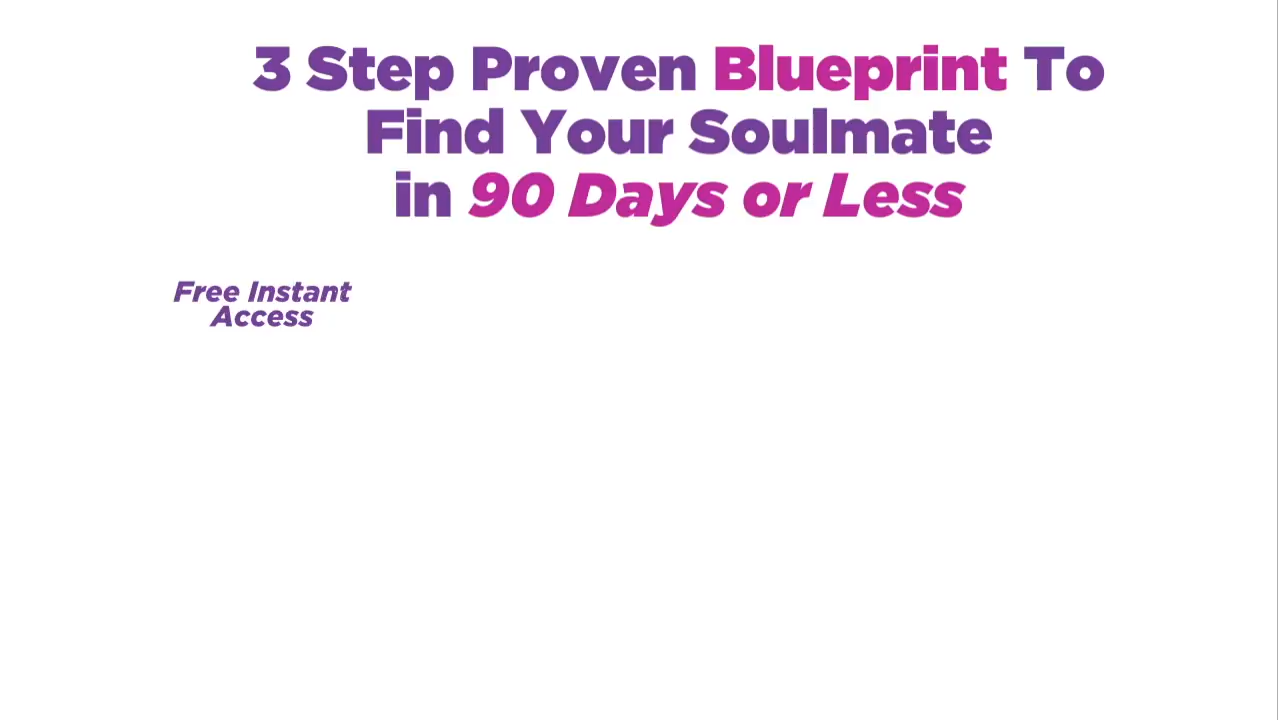 3 Step Proven Blueprint To
Find Your Soulmate
in 90 Days or Less
Free Instant
Access